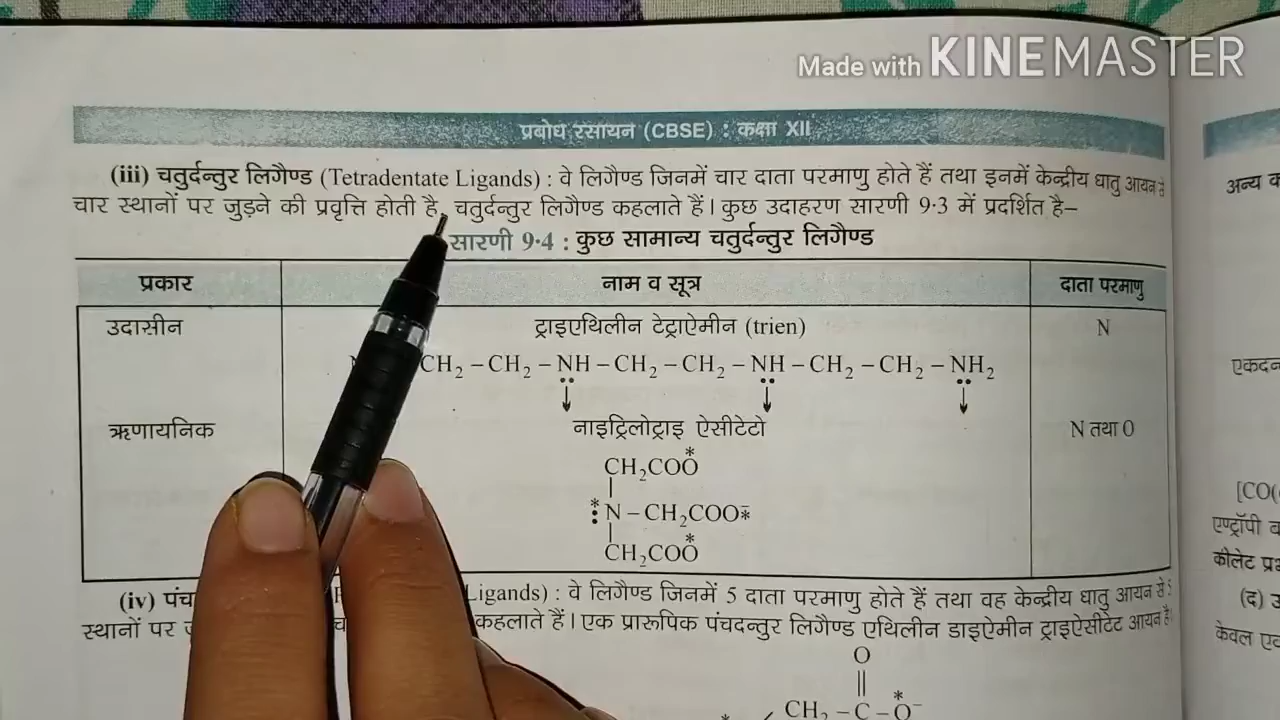 Made with KINEMASTER
प्रबोध रसायन (CBSE) : कक्षा XII
(iii) चतुर्दन्तुर लिगैण्ड (Tetradentate Ligands) : वे लिगैण्ड जिनमें चार दाता परमाणु होते हैं तथा इनमें केन्द्रीय धातु आयन से
चार स्थानों पर जुड़ने की प्रवृत्ति होती है, चतुर्दन्तुर लिगैण्ड कहलाते हैं। कुछ उदाहरण सारणी 9·3 में प्रदर्शित है–
सारणी 9·4 : कुछ सामान्य चतुर्दन्तुर लिगैण्ड
प्रकार नाम व सूत्र दाता परमाणु
उदासीन ट्राइएथिलीन टेट्राऐमीन (trien) N
CH₂ – CH₂ – NH – CH₂ – CH₂ – NH – CH₂ – CH₂ – NH₂
ऋणायनिक नाइट्रिलोट्राइ ऐसीटेटो N तथा O
CH₂COO*
*N – CH₂COO⁻*
CH₂COO*
(iv) Ligands) : वे लिगैण्ड जिनमें 5 दाता परमाणु होते हैं तथा वह केन्द्रीय धातु आयन से 5
स्थानों पर कहलाते हैं। एक प्रारूपिक पंचदन्तुर लिगैण्ड एथिलीन डाइऐमीन ट्राइऐसीटेट आयन है।
O
CH₂ – C – O*⁻
अन्य
[CO(
एण्ट्रॉपी
(द)
केवल